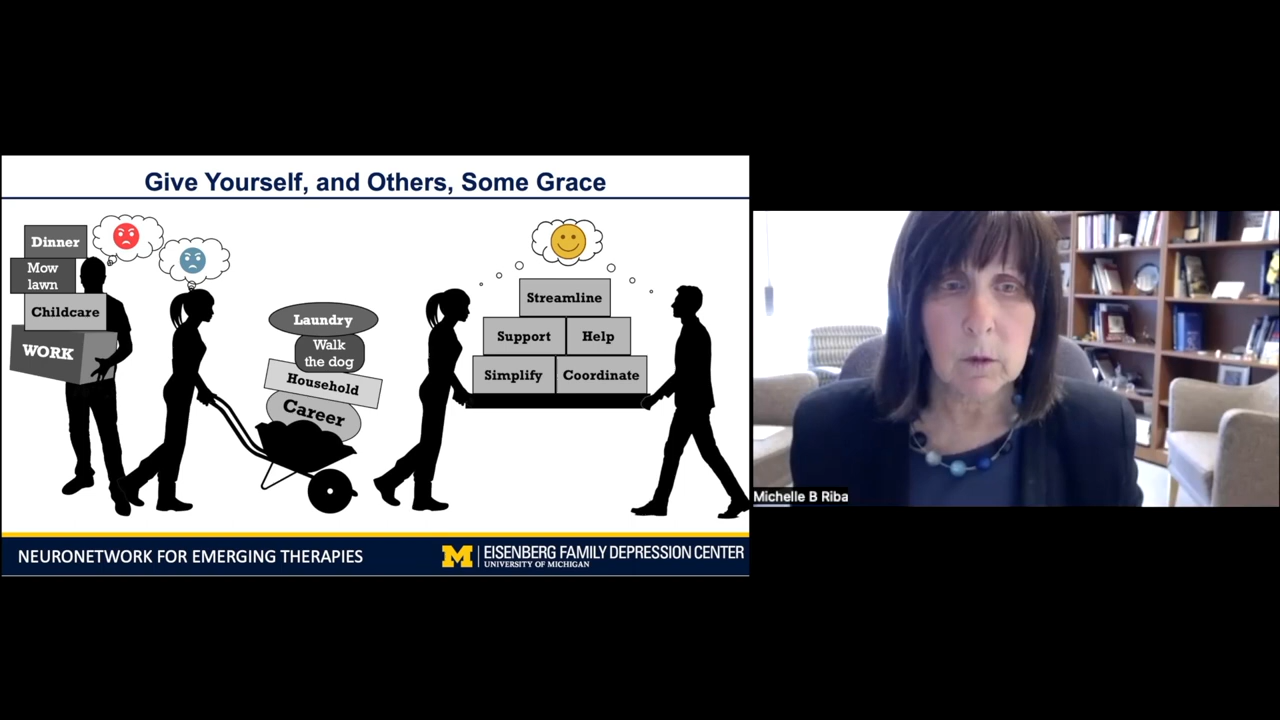 Give Yourself, and Others, Some Grace
Dinner
Mow
lawn
Childcare
WORK
Laundry
Walk
the dog
Household
Career
Streamline
Support
Help
Simplify
Coordinate
NEURONETWORK FOR EMERGING THERAPIES
M
EISENBERG FAMILY DEPRESSION CENTER
UNIVERSITY OF MICHIGAN
Michelle B Riba